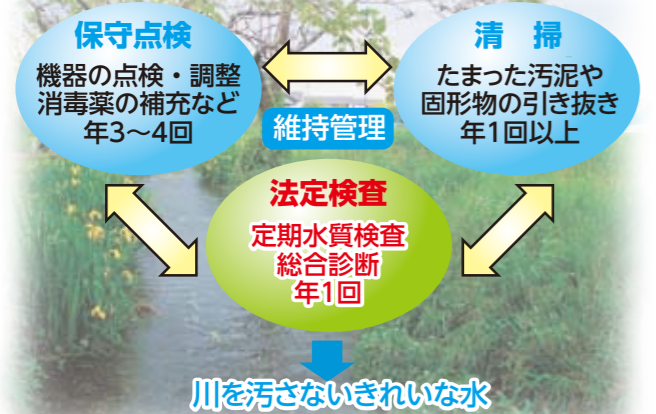 保守点検
機器の点検・調整
消毒薬の補充など
年3～4回
清　掃
たまった汚泥や
固形物の引き抜き
年1回以上
維持管理
法定検査
定期水質検査
総合診断
年1回
川を汚さないきれいな水